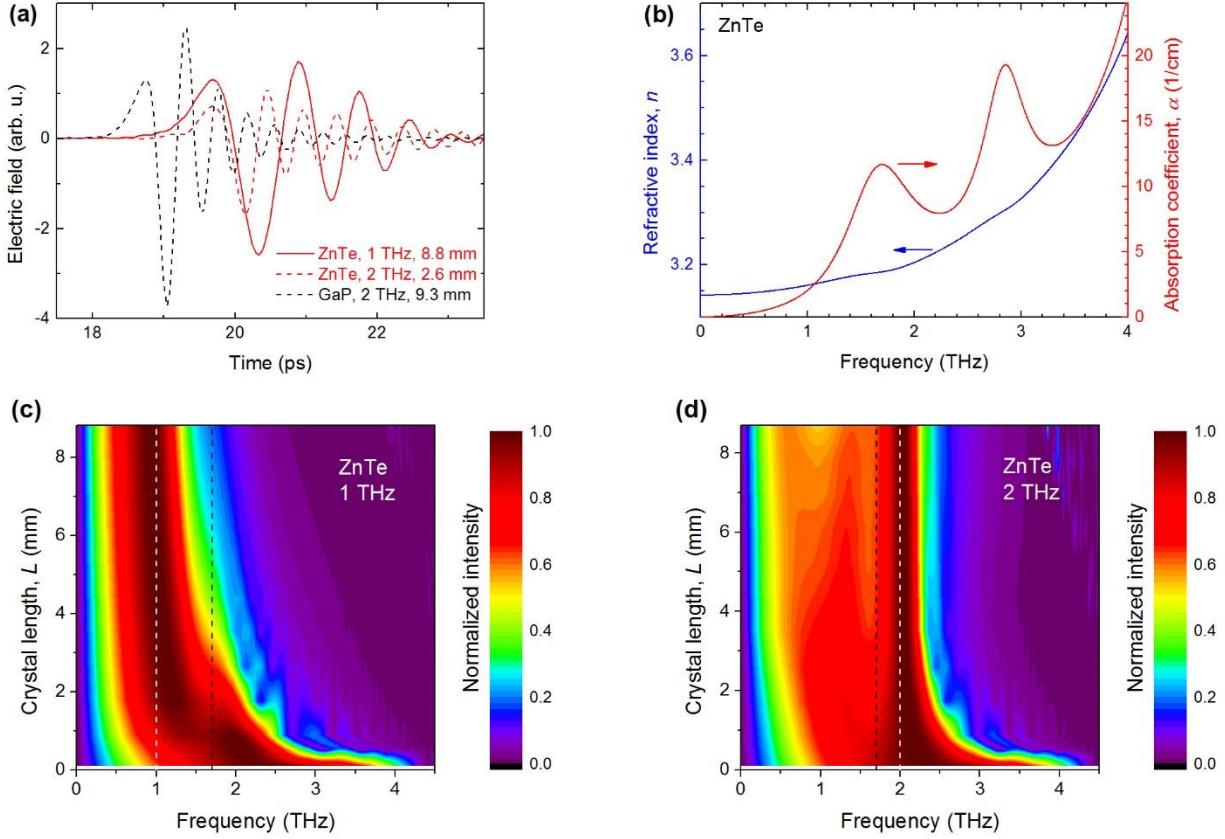 (a)
2
0
-2
-4
Electric field (arb. u.)
18
20
22
Time (ps)
ZnTe, 1 THz, 8.8 mm
ZnTe, 2 THz, 2.6 mm
GaP, 2 THz, 9.3 mm
(b)
ZnTe
3.6
3.4
3.2
Refractive index, n
20
15
10
5
0
Absorption coefficient, α (1/cm)
0
1
2
3
4
Frequency (THz)
(c)
8
6
4
2
0
Crystal length, L (mm)
ZnTe
1 THz
0
1
2
3
4
Frequency (THz)
1.0
0.8
0.6
0.4
0.2
0.0
Normalized intensity
(d)
8
6
4
2
0
Crystal length, L (mm)
ZnTe
2 THz
0
1
2
3
4
Frequency (THz)
1.0
0.8
0.6
0.4
0.2
0.0
Normalized intensity